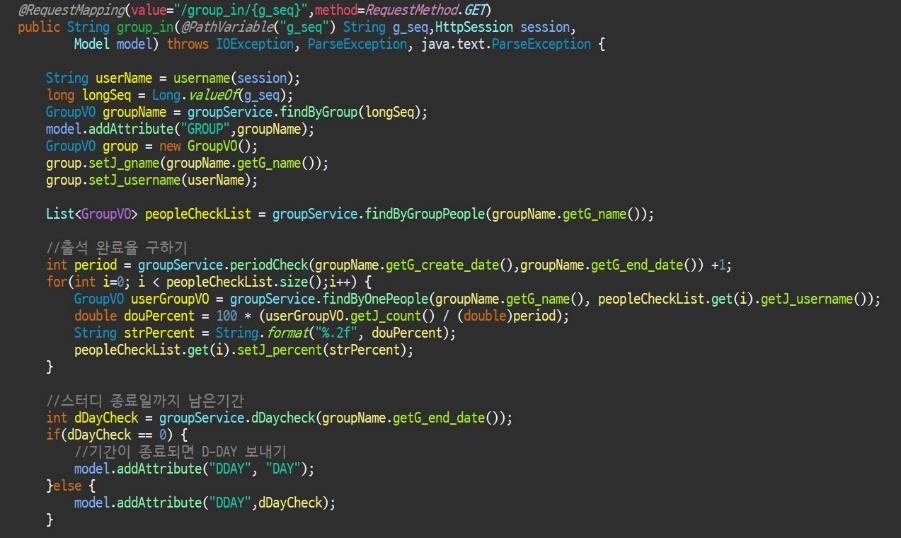 @RequestMapping(value="/group_in/{g_seq}",method=RequestMethod.GET)
public String group_in(@PathVariable("g_seq") String g_seq,HttpSession session,
Model model) throws IOException, ParseException, java.text.ParseException {
String userName = username(session);
long longSeq = Long.valueOf(g_seq);
GroupVO groupName = groupService.findByGroup(longSeq);
model.addAttribute("GROUP",groupName);
GroupVO group = new GroupVO();
group.setJ_gname(groupName.getG_name());
group.setJ_username(userName);
List<GroupVO> peopleCheckList = groupService.findByGroupPeople(groupName.getG_name());
//출석 완료율 구하기
int period = groupService.periodCheck(groupName.getG_create_date(),groupName.getG_end_date()) +1;
for(int i=0; i < peopleCheckList.size();i++) {
GroupVO userGroupVO = groupService.findByOnePeople(groupName.getG_name(), peopleCheckList.get(i).getJ_username());
double douPercent = 100 * (userGroupVO.getJ_count() / (double)period);
String strPercent = String.format("%.2f", douPercent);
peopleCheckList.get(i).setJ_percent(strPercent);
}
//스터디 종료일까지 남은기간
int dDayCheck = groupService.dDaycheck(groupName.getG_end_date());
if(dDayCheck == 0) {
//기간이 종료되면 D-DAY 보내기
model.addAttribute("DDAY", "DAY");
}else {
model.addAttribute("DDAY",dDayCheck);
}